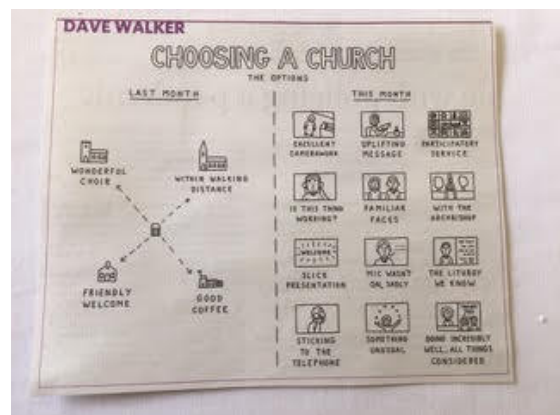 DAVE WALKER
CHOOSING A CHURCH
THE OPTIONS
LAST MONTH
WONDERFUL
CHOIR
WITHIN WALKING
DISTANCE
FRIENDLY
WELCOME
GOOD
COFFEE
THIS MONTH
EXCELLENT
CAMERAWORK
UPLIFTING
MESSAGE
PARTICIPATORY
SERVICE
IS THIS THING
WORKING?
FAMILIAR
FACES
WITH THE
ARCHBISHOP
WELCOME
SLICK
PRESENTATION
MIC WASN'T
ON, SADLY
THE LITURGY
WE KNOW
STICKING
TO THE
TELEPHONE
SOMETHING
UNUSUAL
DOING INCREDIBLY
WELL, ALL THINGS
CONSIDERED